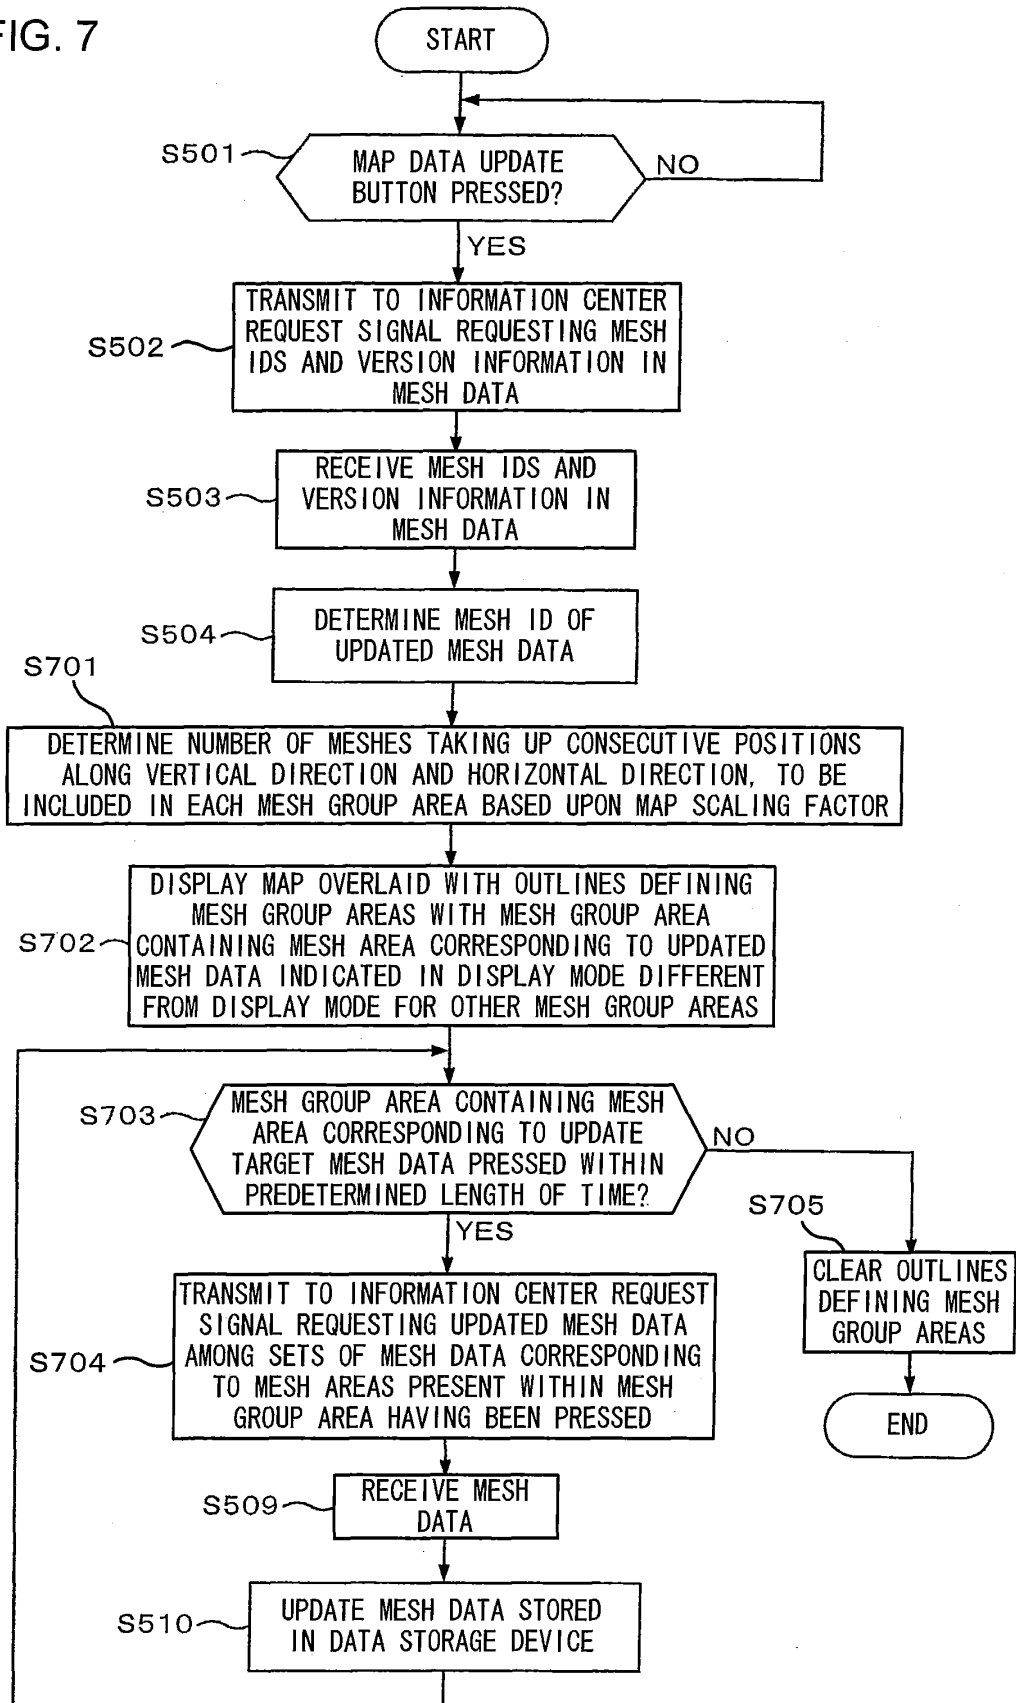 FIG. 7
START
S501
MAP DATA UPDATE
BUTTON PRESSED?
NO
YES
S502
TRANSMIT TO INFORMATION CENTER
REQUEST SIGNAL REQUESTING MESH
IDS AND VERSION INFORMATION IN
MESH DATA
S503
RECEIVE MESH IDS AND
VERSION INFORMATION IN
MESH DATA
S504
DETERMINE MESH ID OF
UPDATED MESH DATA
S701
DETERMINE NUMBER OF MESHES TAKING UP CONSECUTIVE POSITIONS
ALONG VERTICAL DIRECTION AND HORIZONTAL DIRECTION, TO BE
INCLUDED IN EACH MESH GROUP AREA BASED UPON MAP SCALING FACTOR
S702
DISPLAY MAP OVERLAID WITH OUTLINES DEFINING
MESH GROUP AREAS WITH MESH GROUP AREA
CONTAINING MESH AREA CORRESPONDING TO UPDATED
MESH DATA INDICATED IN DISPLAY MODE DIFFERENT
FROM DISPLAY MODE FOR OTHER MESH GROUP AREAS
S703
MESH GROUP AREA CONTAINING MESH
AREA CORRESPONDING TO UPDATE
TARGET MESH DATA PRESSED WITHIN
PREDETERMINED LENGTH OF TIME?
NO
YES
S705
CLEAR OUTLINES
DEFINING MESH
GROUP AREAS
END
S704
TRANSMIT TO INFORMATION CENTER REQUEST
SIGNAL REQUESTING UPDATED MESH DATA
AMONG SETS OF MESH DATA CORRESPONDING
TO MESH AREAS PRESENT WITHIN MESH
GROUP AREA HAVING BEEN PRESSED
S509
RECEIVE MESH
DATA
S510
UPDATE MESH DATA STORED
IN DATA STORAGE DEVICE